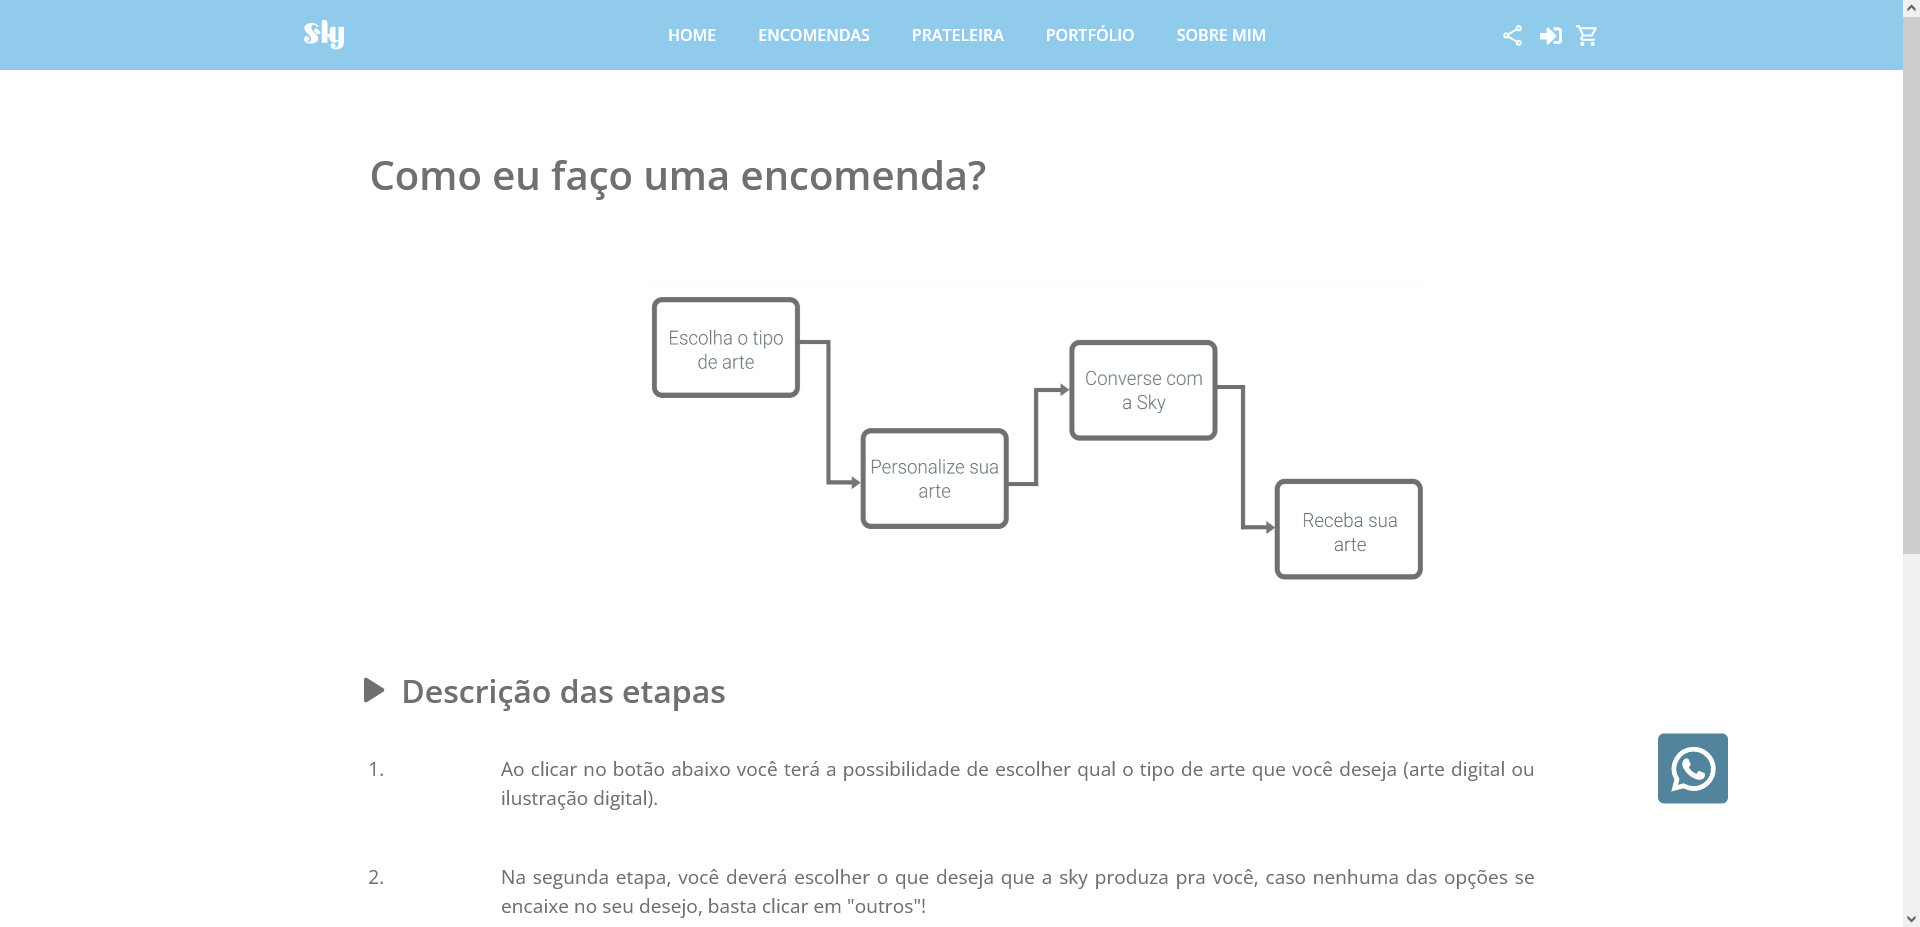 sky
HOME
ENCOMENDAS
PRATELEIRA
PORTFÓLIO
SOBRE MIM
Como eu faço uma encomenda?
Escolha o tipo
de arte
Personalize sua
arte
Converse com
a Sky
Receba sua
arte
Descrição das etapas
1. Ao clicar no botão abaixo você terá a possibilidade de escolher qual o tipo de arte que você deseja (arte digital ou
ilustração digital).
2. Na segunda etapa, você deverá escolher o que deseja que a sky produza pra você, caso nenhuma das opções se
encaixe no seu desejo, basta clicar em "outros"!